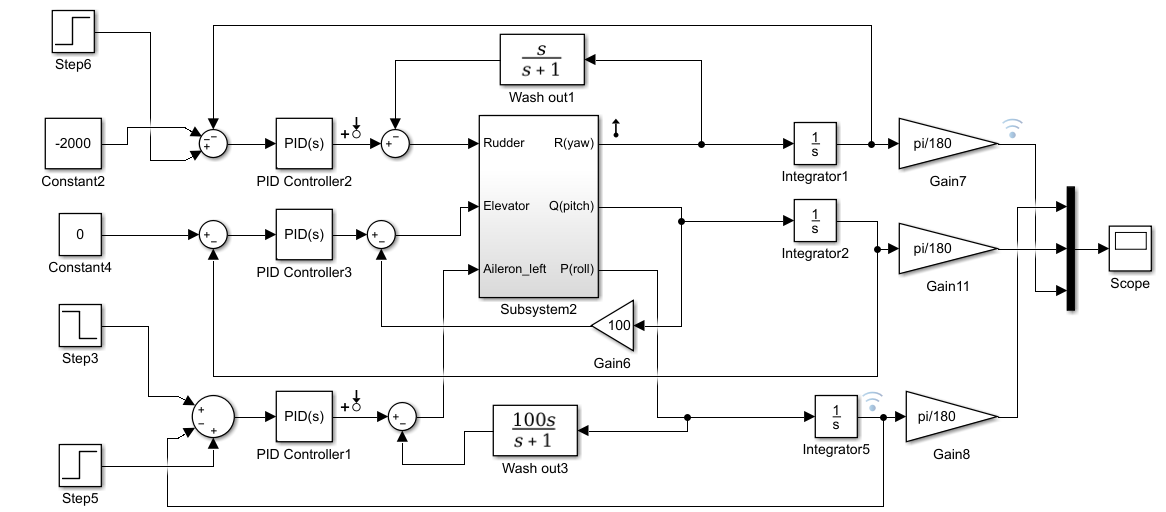 Step6
s
s + 1
Wash out1
-2000
Constant2
PID(s)
PID Controller2
Rudder
R(yaw)
1
s
Integrator1
pi/180
Gain7
0
Constant4
PID(s)
PID Controller3
Elevator
Q(pitch)
1
s
Integrator2
pi/180
Gain11
Scope
Aileron_left
P(roll)
Subsystem2
100
Gain6
Step3
PID(s)
PID Controller1
100s
s + 1
Wash out3
1
s
Integrator5
pi/180
Gain8
Step5